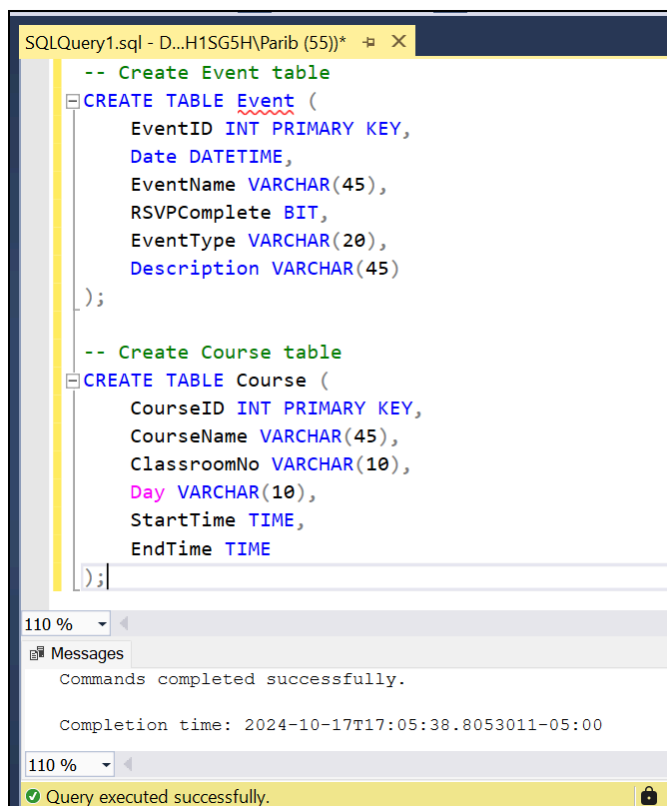 SQLQuery1.sql - D...H1SG5H\Parib (55))*
-- Create Event table
CREATE TABLE Event (
    EventID INT PRIMARY KEY,
    Date DATETIME,
    EventName VARCHAR(45),
    RSVPComplete BIT,
    EventType VARCHAR(20),
    Description VARCHAR(45)
);
-- Create Course table
CREATE TABLE Course (
    CourseID INT PRIMARY KEY,
    CourseName VARCHAR(45),
    ClassroomNo VARCHAR(10),
    Day VARCHAR(10),
    StartTime TIME,
    EndTime TIME
);
110 %
Messages
Commands completed successfully.
Completion time: 2024-10-17T17:05:38.8053011-05:00
110 %
Query executed successfully.